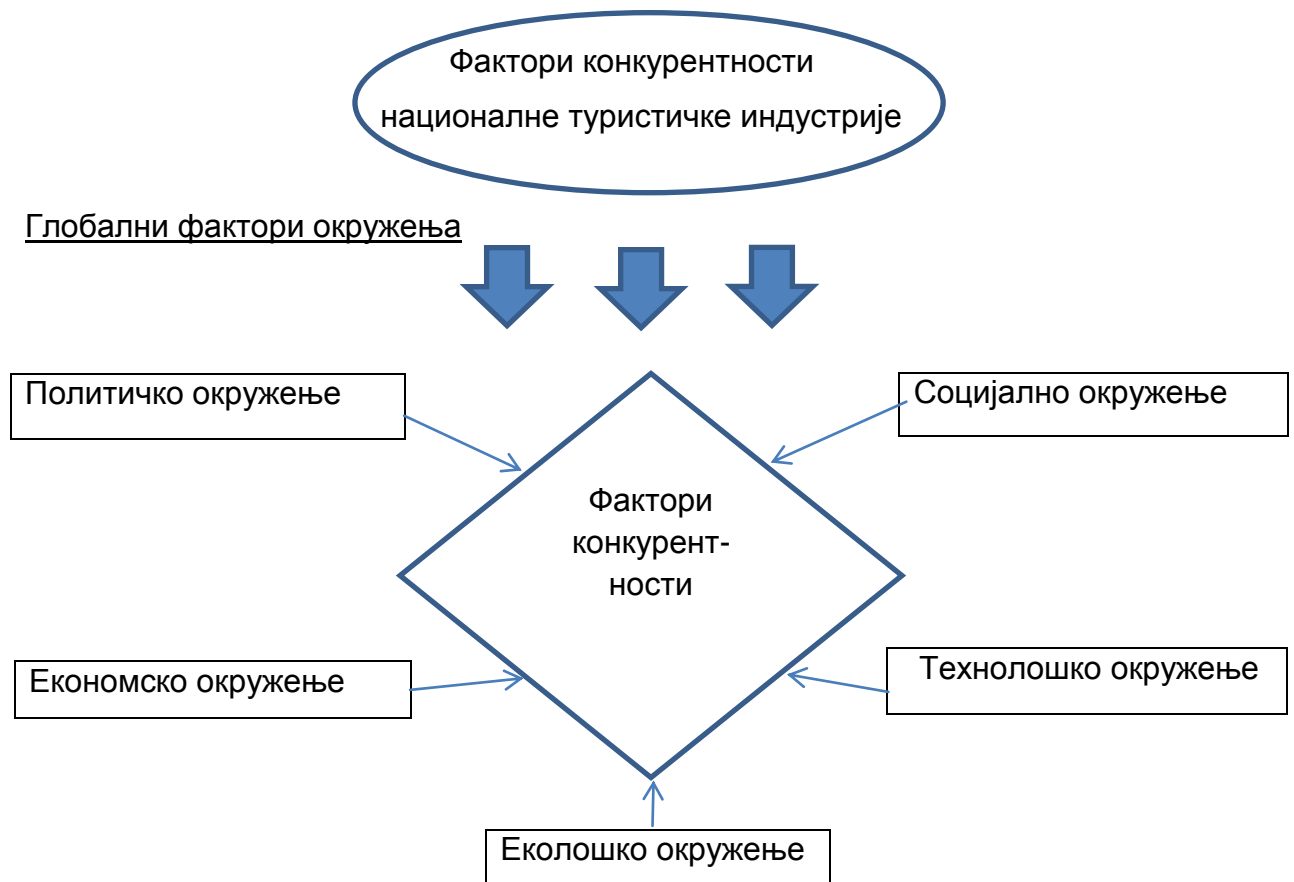 Фактори конкурентности
националне туристичке индустрије
Глобални фактори окружења
Политичко окружење
Социјално окружење
Фактори
конкурент-
ности
Економско окружење
Технолошко окружење
Еколошко окружење